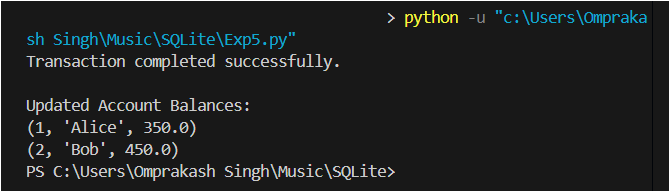 > python -u "c:\Users\Ompraka
sh Singh\Music\SQLite\Exp5.py"
Transaction completed successfully.

Updated Account Balances:
(1, 'Alice', 350.0)
(2, 'Bob', 450.0)
PS C:\Users\Omprakash Singh\Music\SQLite>